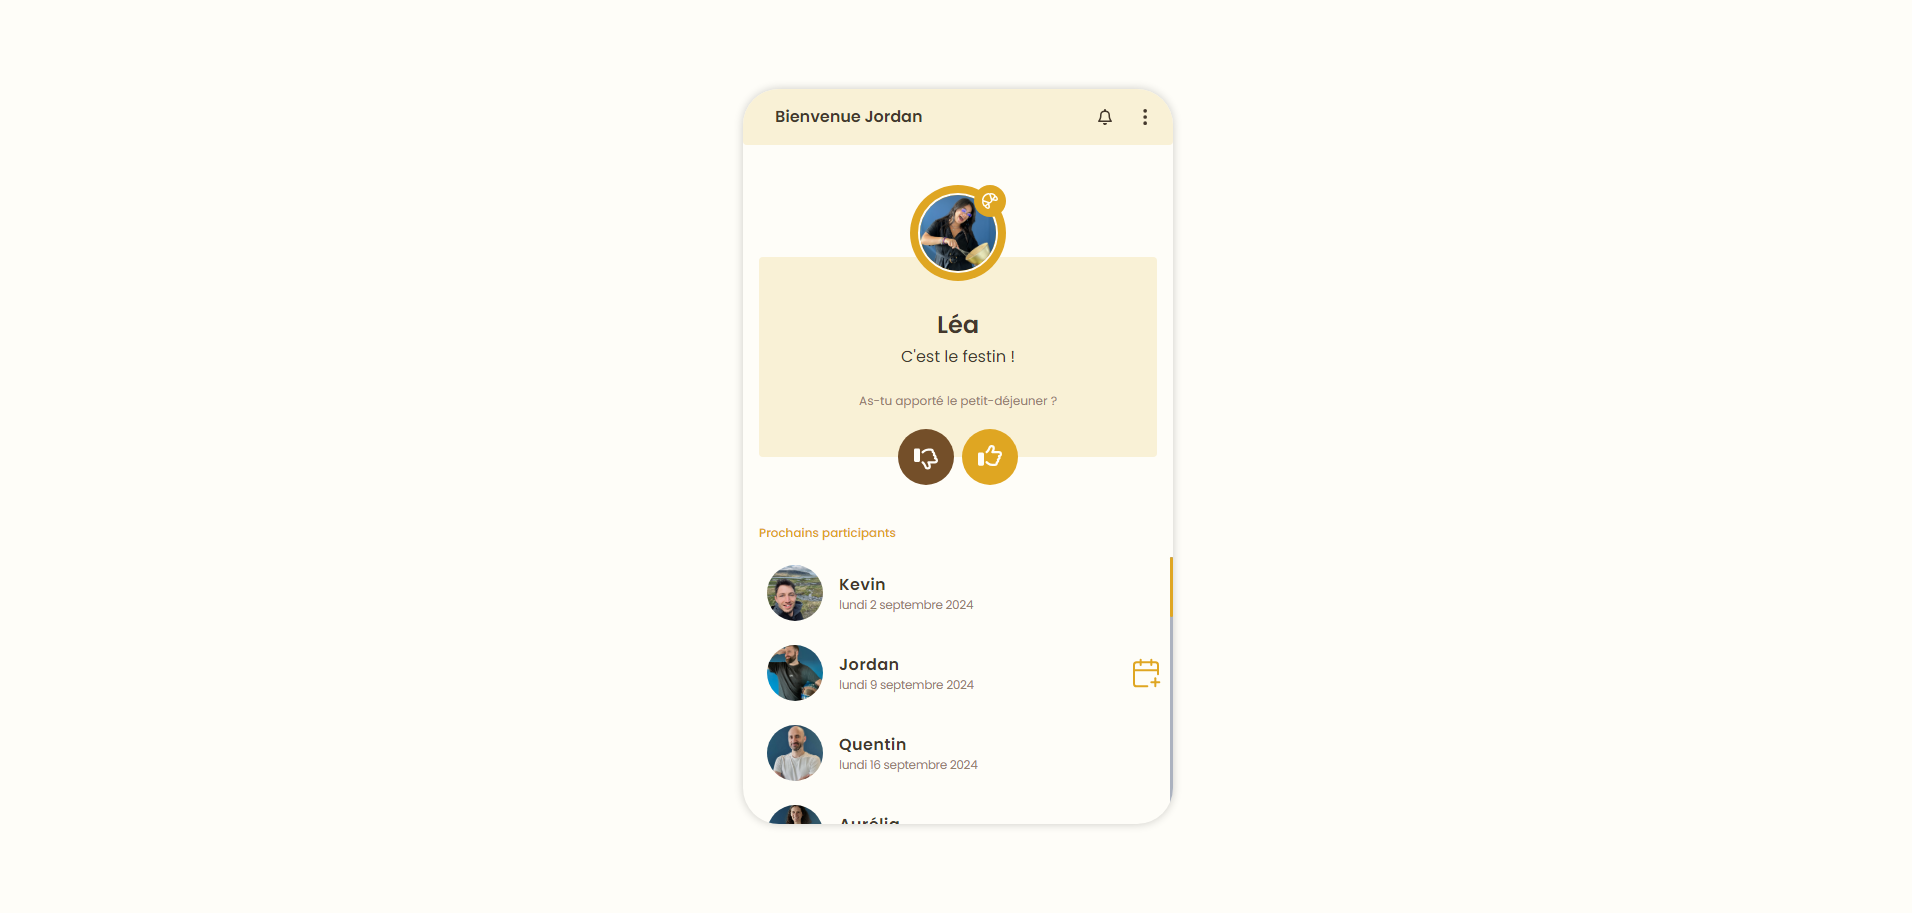 Bienvenue Jordan
Léa
C'est le festin !
As-tu apporté le petit-déjeuner ?
Prochains participants
Kevin
lundi 2 septembre 2024
Jordan
lundi 9 septembre 2024
Quentin
lundi 16 septembre 2024
Aurélia